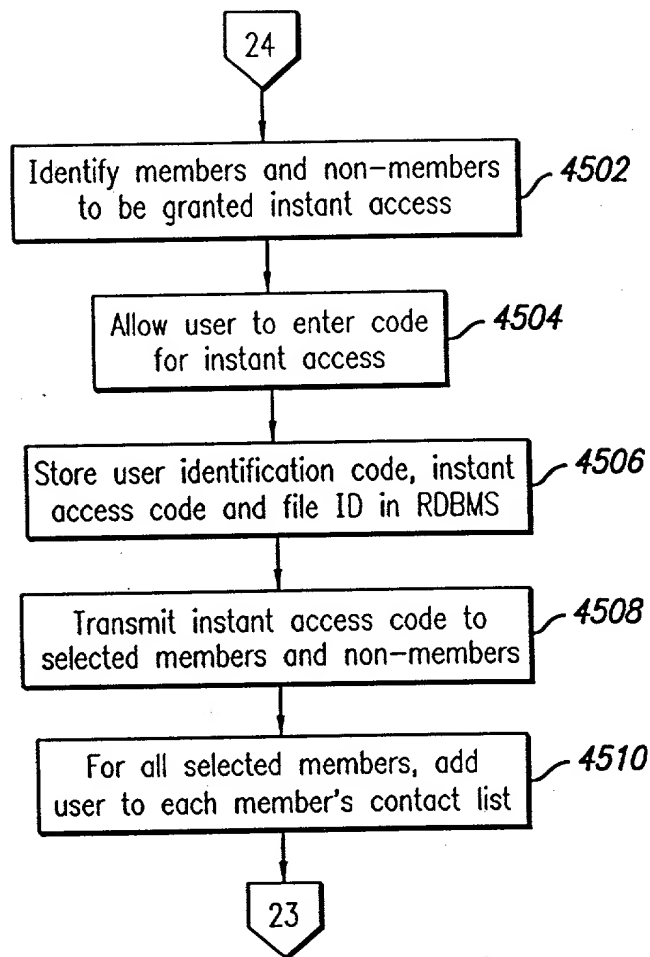 24
Identify members and non-members
to be granted instant access
4502
Allow user to enter code
for instant access
4504
Store user identification code, instant
access code and file ID in RDBMS
4506
Transmit instant access code to
selected members and non-members
4508
For all selected members, add
user to each member's contact list
4510
23